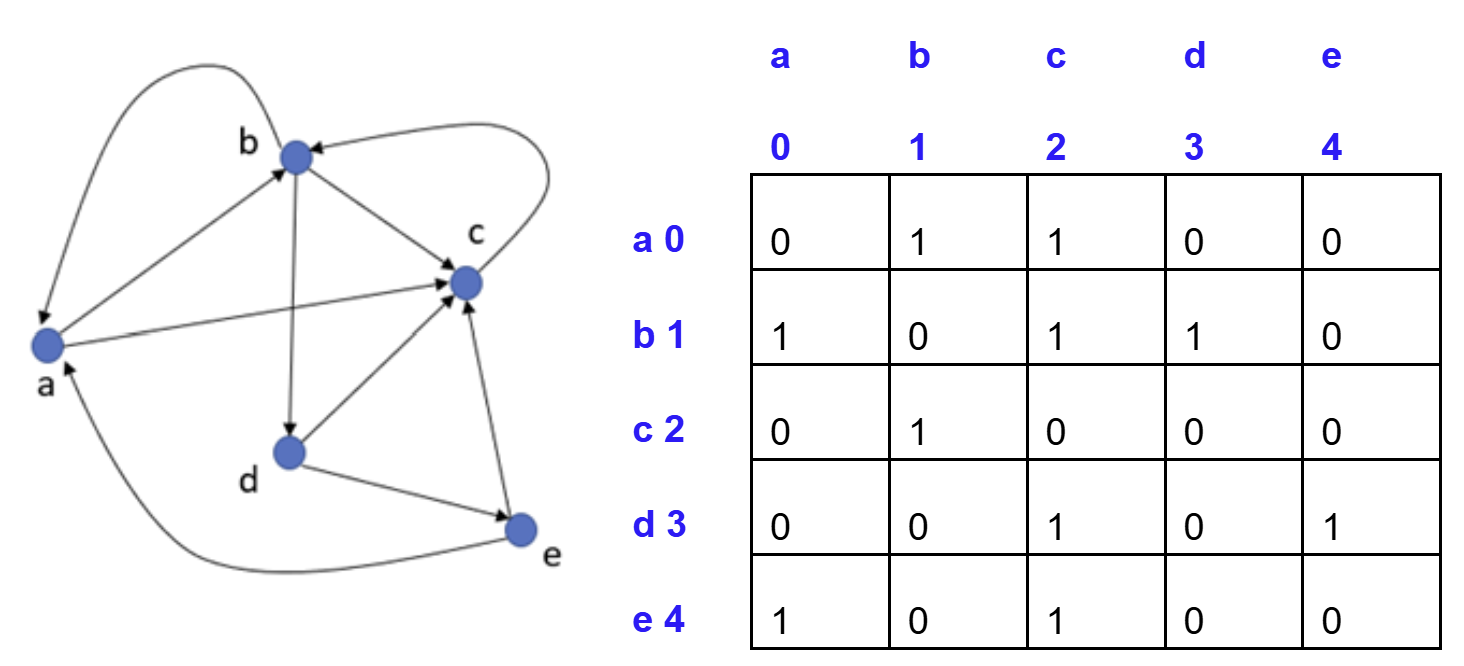 b
c
a
d
e
a b c d e
0 1 2 3 4
a 0 0 1 1 0 0
b 1 1 0 1 1 0
c 2 0 1 0 0 0
d 3 0 0 1 0 1
e 4 1 0 1 0 0